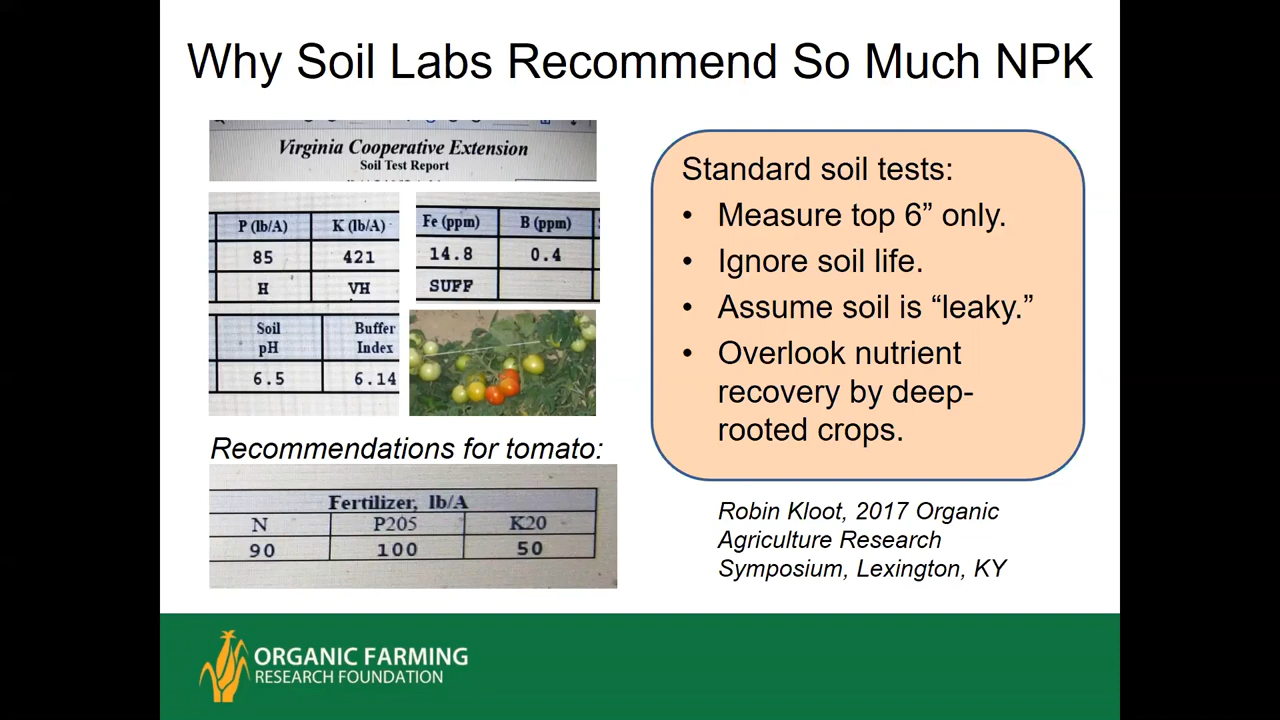 Why Soil Labs Recommend So Much NPK
Virginia Cooperative Extension
Soil Test Report
P (lb/A) K (lb/A)
85 421
H VH
Fe (ppm) B (ppm)
14.8 0.4
SUFF
Soil Buffer
pH Index
6.5 6.14
Recommendations for tomato:
Fertilizer, lb/A
N P205 K20
90 100 50
Standard soil tests:
• Measure top 6” only.
• Ignore soil life.
• Assume soil is “leaky.”
• Overlook nutrient
recovery by deep-
rooted crops.
Robin Kloot, 2017 Organic
Agriculture Research
Symposium, Lexington, KY
ORGANIC FARMING
RESEARCH FOUNDATION